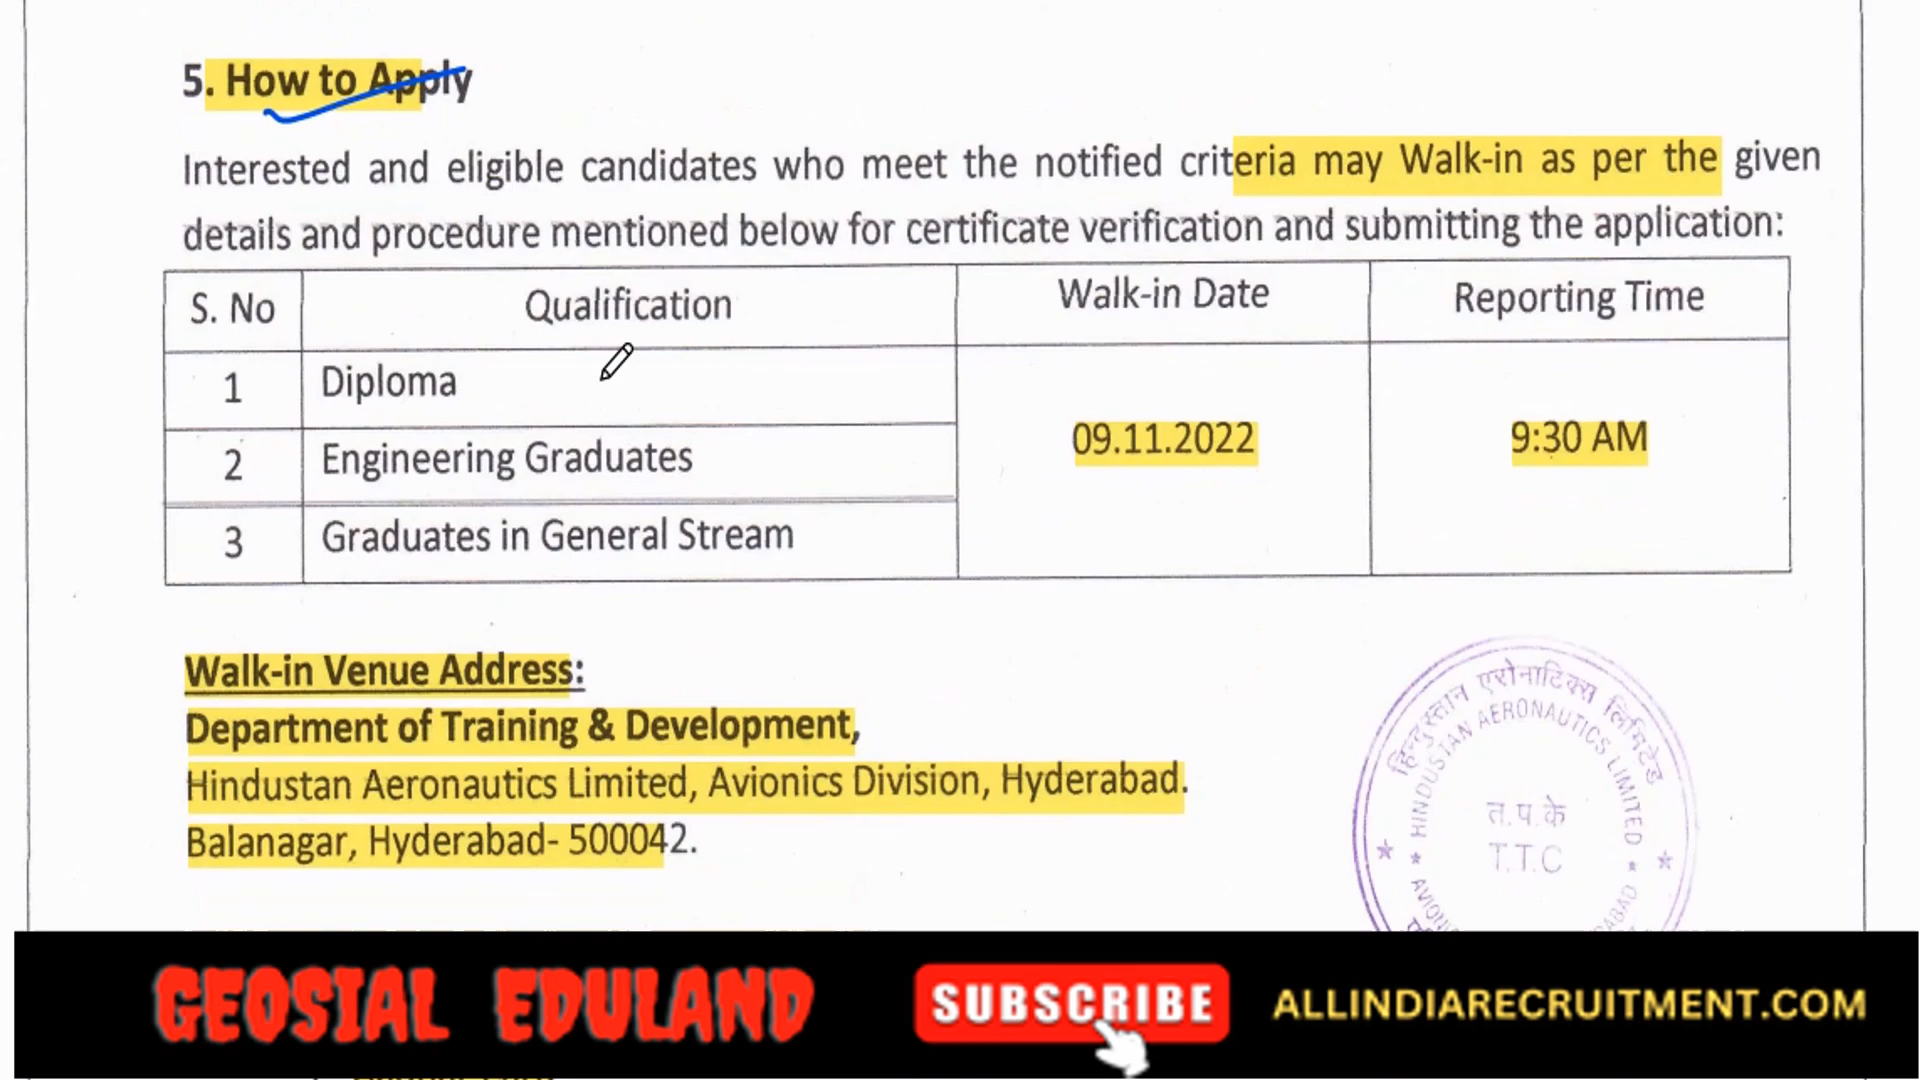 5. How to Apply
Interested and eligible candidates who meet the notified criteria may Walk-in as per the given
details and procedure mentioned below for certificate verification and submitting the application:
S. No Qualification Walk-in Date Reporting Time
1 Diploma
2 Engineering Graduates
09.11.2022 9:30 AM
3 Graduates in General Stream
Walk-in Venue Address:
Department of Training & Development,
Hindustan Aeronautics Limited, Avionics Division, Hyderabad.
Balanagar, Hyderabad- 500042.
हिन्दुस्तान एरोनाटिक्स लिमिटेड
HINDUSTAN AERONAUTICS LIMITED
त.प.के
T.T.C
GEOSIAL EDULAND
SUBSCRIBE
ALLINDIARECRUITMENT.COM